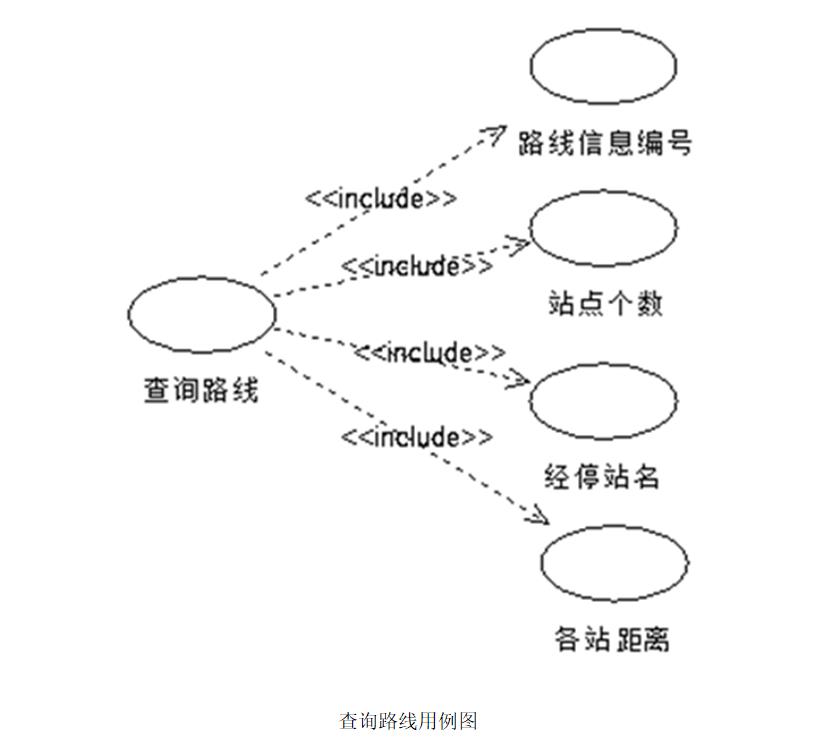 路线信息编号
<<include>>
<<include>>
站点个数
<<include>>
查询路线
<<include>>
经停站名
各站距离
查询路线用例图